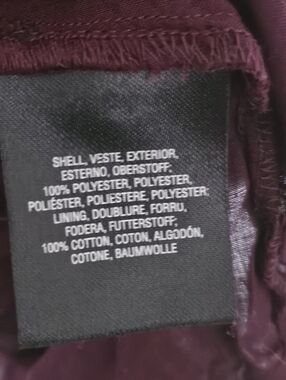 SHELL, VESTE, EXTERIOR,
ESTERNO, OBERSTOFF:
100% POLYESTER, POLYESTER,
POLIÉSTER, POLIESTERE, POLYESTER;
LINING, DOUBLURE, FORRU,
FODERA, FUTTERSTOFF:
100% COTTON, COTON, ALGODÓN,
COTONE, BAUMWOLLE